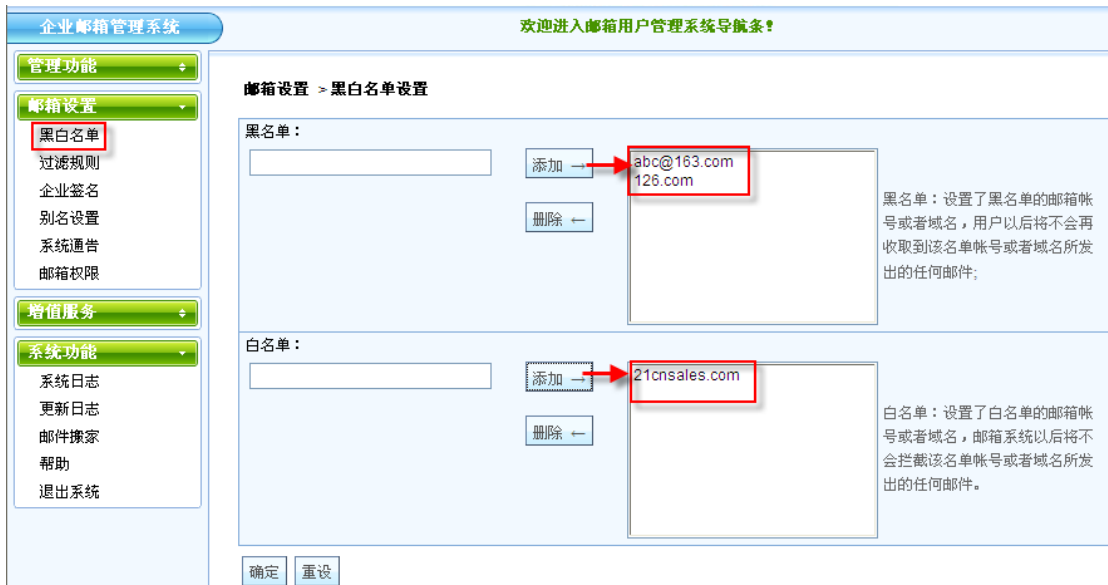 企业邮箱管理系统
欢迎进入邮箱用户管理系统导航条!
管理功能
邮箱设置
黑白名单
过滤规则
企业签名
别名设置
系统通告
邮箱权限
增值服务
系统功能
系统日志
更新日志
邮件搬家
帮助
退出系统
邮箱设置 >黑白名单设置
黑名单:
添加 →
删除 ←
abc@163.com
126.com
黑名单:设置了黑名单的邮箱帐
号或者域名,用户以后将不会再
收取到该名单帐号或者域名所发
出的任何邮件;
白名单:
添加 →
删除 ←
21cnsales.com
白名单:设置了白名单的邮箱帐
号或者域名,邮箱系统以后将不
会拦截该名单帐号或者域名所发
出的任何邮件。
确定
重设